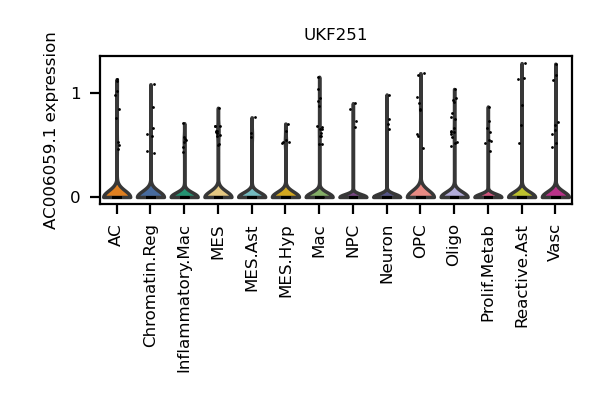 UKF251
AC006059.1 expression
1
0
AC
Chromatin.Reg
Inflammatory.Mac
MES
MES.Ast
MES.Hyp
Mac
NPC
Neuron
OPC
Oligo
Prolif.Metab
Reactive.Ast
Vasc